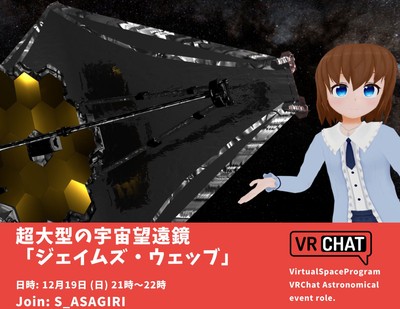 超大型の宇宙望遠鏡
「ジェイムズ・ウェッブ」
日時: 12月19日 (日) 21時～22時
Join: S_ASAGIRI
VR CHAT
VirtualSpaceProgram
VRChat Astronomical
event role.